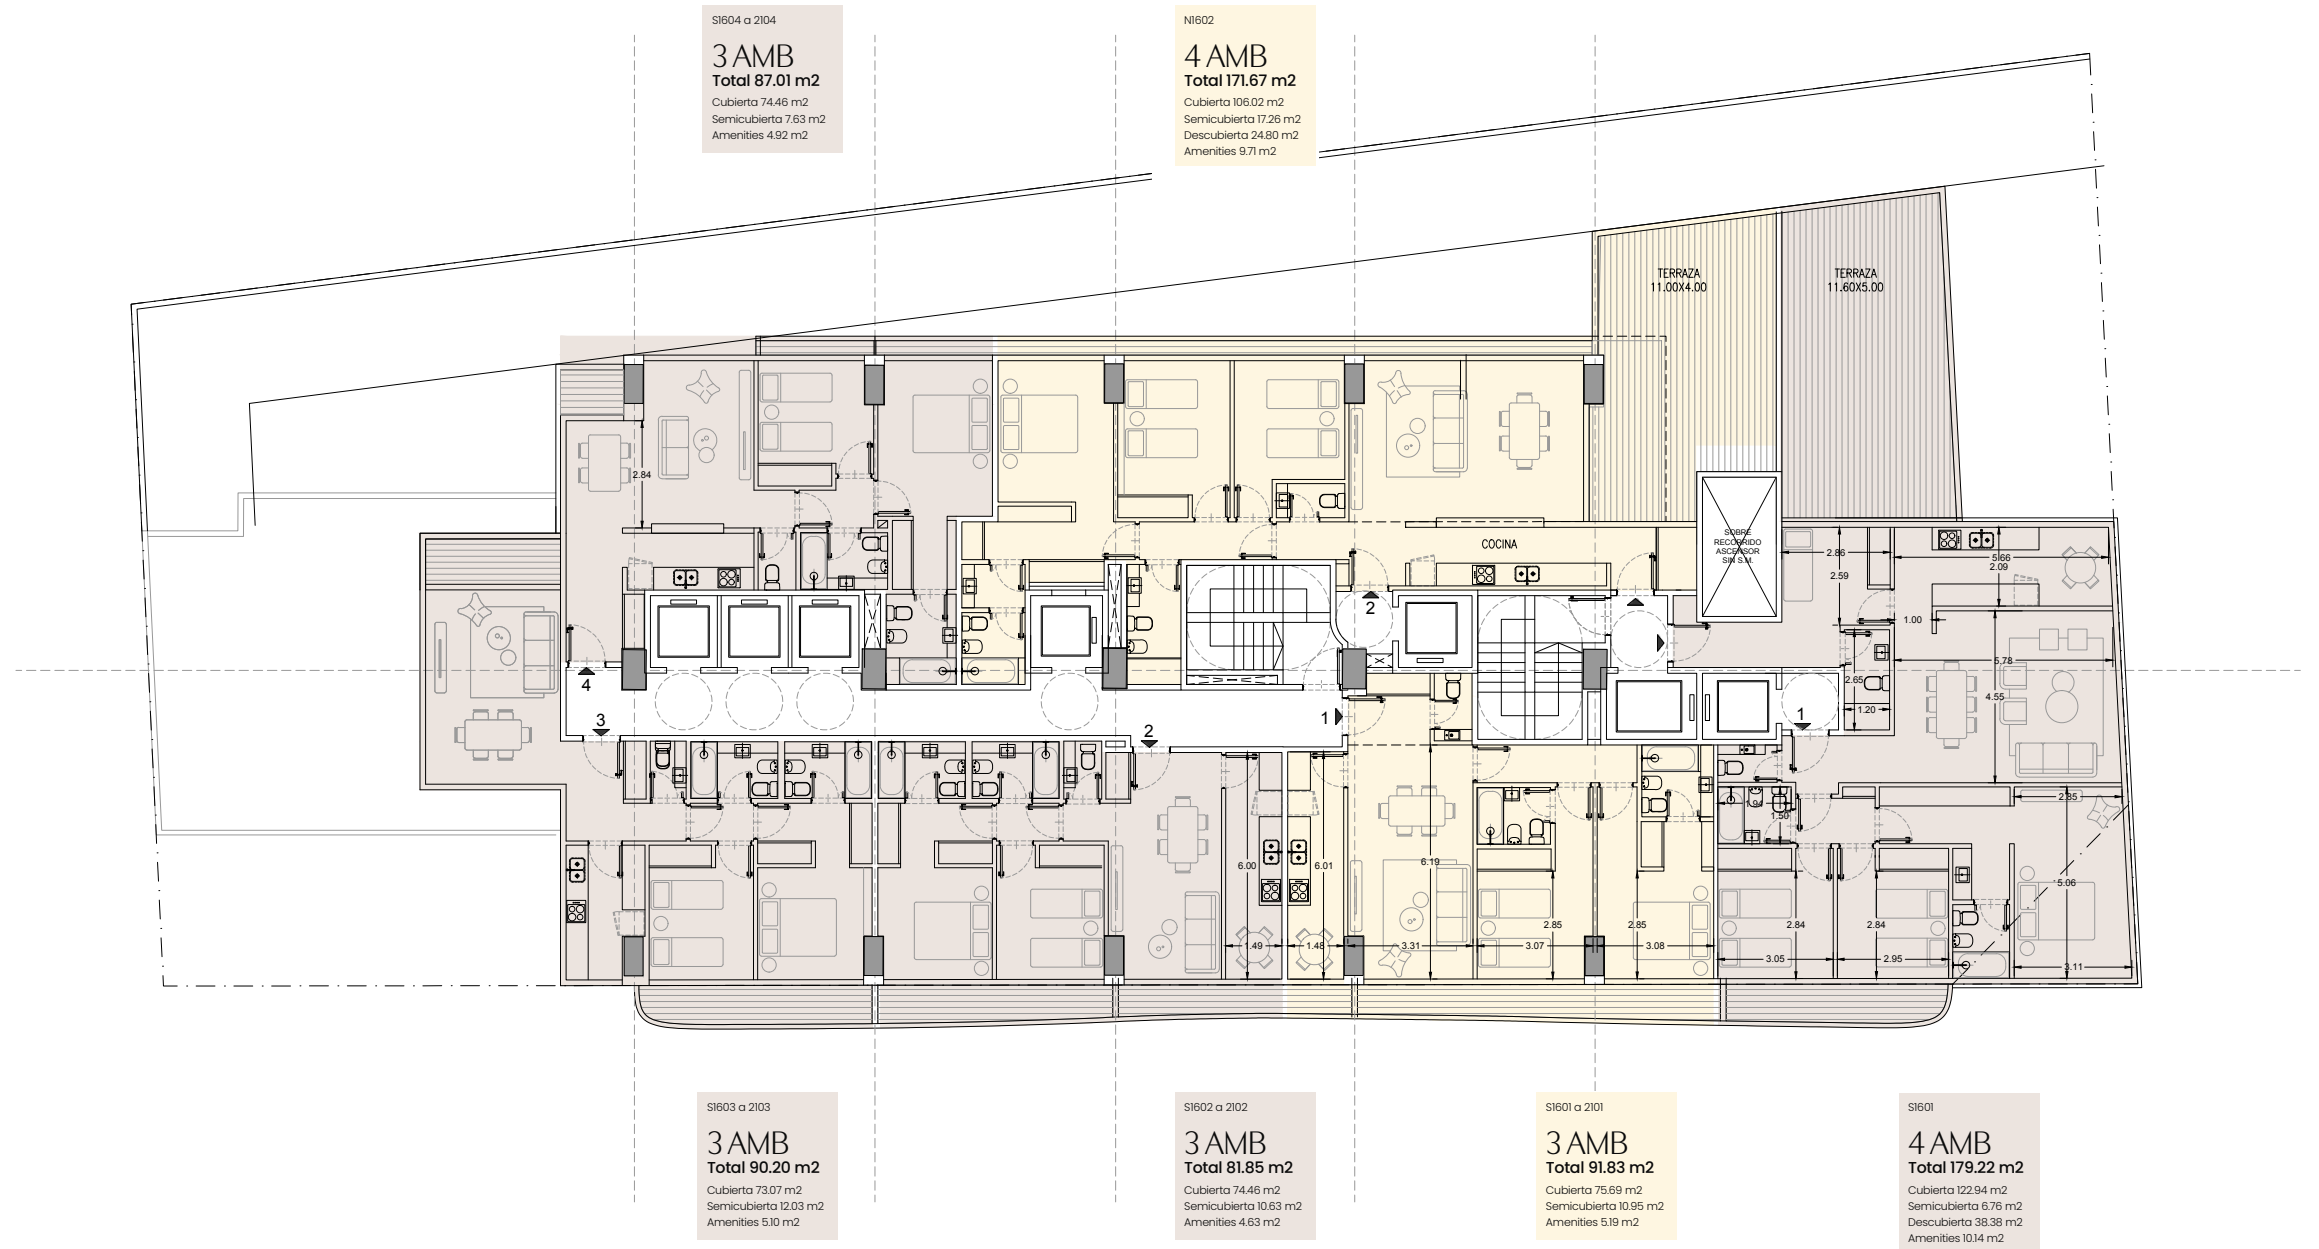 S1604 a 2104
3 AMB
Total 87.01 m2
Cubierta 74.46 m2
Semicubierta 7.63 m2
Amenities 4.92 m2
N1602
4 AMB
Total 171.67 m2
Cubierta 106.02 m2
Semicubierta 17.26 m2
Descubierta 24.80 m2
Amenities 9.71 m2
TERRAZA
11.00X4.00
TERRAZA
11.60X5.00
2.84
COCINA
SOBRE
RECORRIDO
ASCENSOR
SIN S.M.
2.86
2.59
5.66
2.09
1.00
5.78
4.55
2.65
1.20
2
4
3
2
1
1
2.85
1.94
1.50
6.00
6.01
6.19
5.06
2.85
2.85
2.84
2.84
1.49
1.48
3.31
3.07
3.08
3.05
2.95
3.11
S1603 a 2103
3 AMB
Total 90.20 m2
Cubierta 73.07 m2
Semicubierta 12.03 m2
Amenities 5.10 m2
S1602 a 2102
3 AMB
Total 81.85 m2
Cubierta 74.46 m2
Semicubierta 10.63 m2
Amenities 4.63 m2
S1601 a 2101
3 AMB
Total 91.83 m2
Cubierta 75.69 m2
Semicubierta 10.95 m2
Amenities 5.19 m2
S1601
4 AMB
Total 179.22 m2
Cubierta 122.94 m2
Semicubierta 6.76 m2
Descubierta 38.38 m2
Amenities 10.14 m2